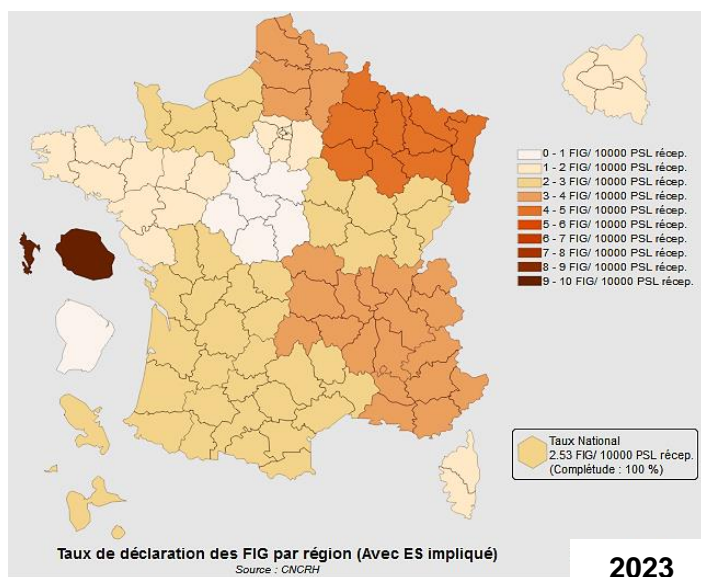 0 - 1 FIG/ 10000 PSL récep.
1 - 2 FIG/ 10000 PSL récep.
2 - 3 FIG/ 10000 PSL récep.
3 - 4 FIG/ 10000 PSL récep.
4 - 5 FIG/ 10000 PSL récep.
5 - 6 FIG/ 10000 PSL récep.
6 - 7 FIG/ 10000 PSL récep.
7 - 8 FIG/ 10000 PSL récep.
8 - 9 FIG/ 10000 PSL récep.
9 - 10 FIG/ 10000 PSL récep.
Taux National
2.53 FIG/ 10000 PSL récep.
(Complétude : 100 %)
Taux de déclaration des FIG par région (Avec ES impliqué)
Source : CNCRH
2023